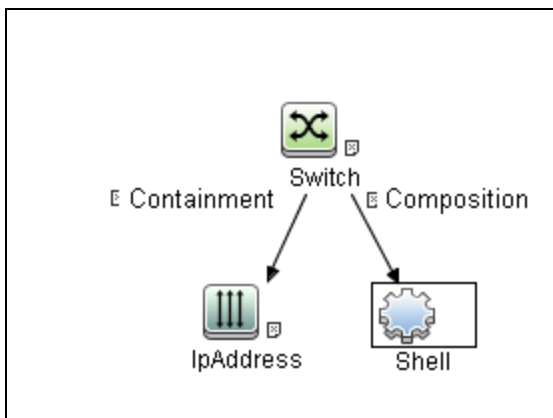 Switch
Containment
Composition
IpAddress
Shell